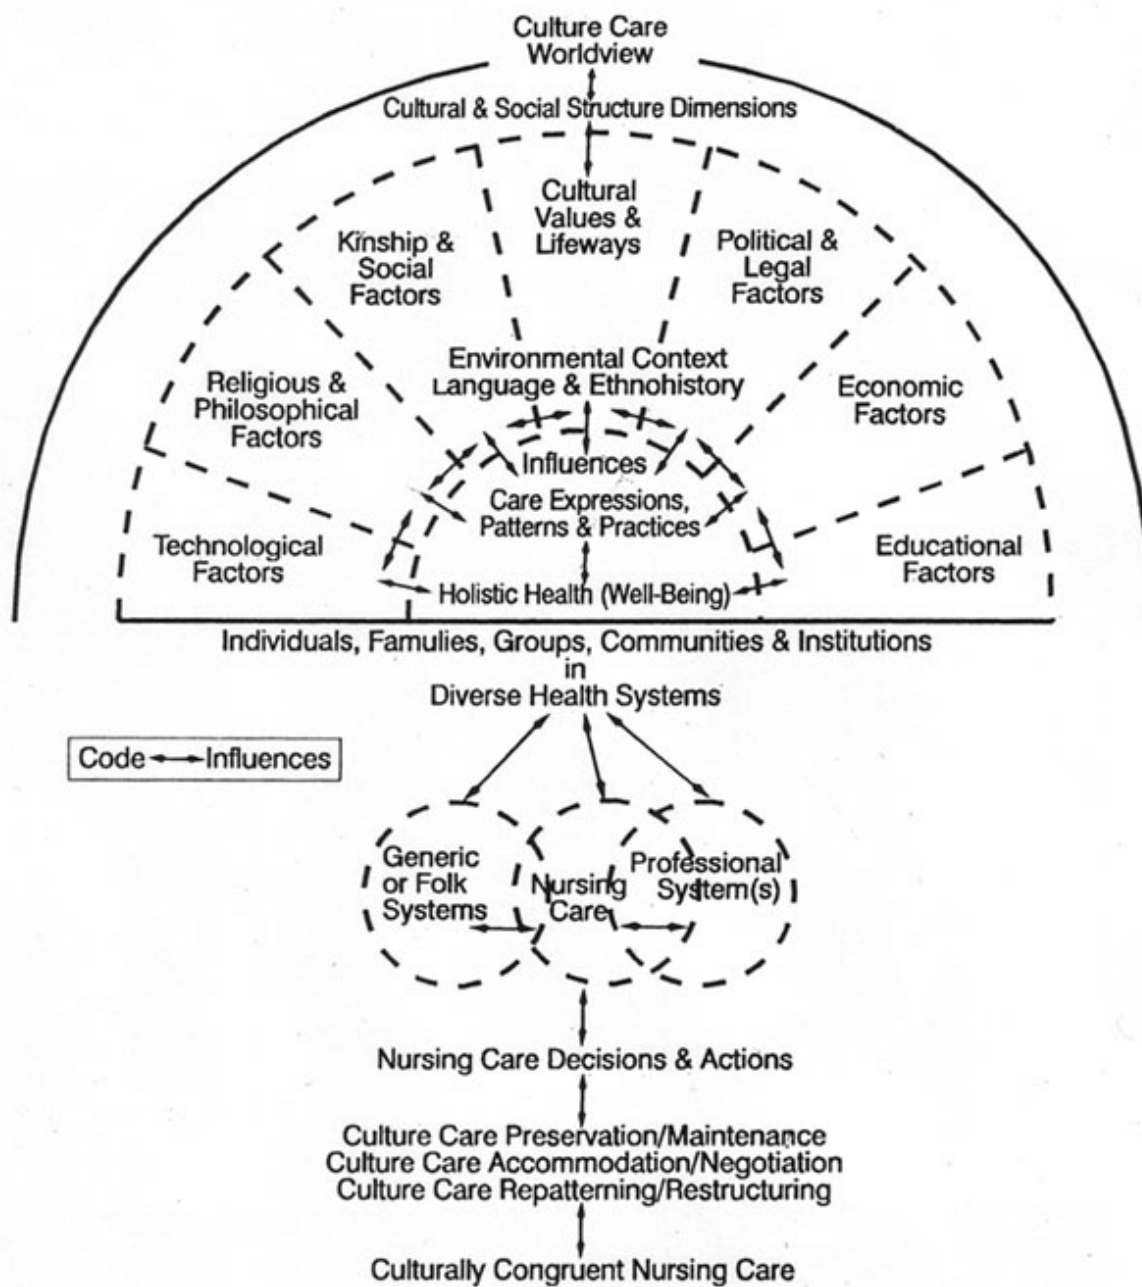 Culture Care
Worldview
Cultural & Social Structure Dimensions
Cultural
Values &
Lifeways
Kinship &
Social
Factors
Political &
Legal
Factors
Religious &
Philosophical
Factors
Economic
Factors
Technological
Factors
Educational
Factors
Environmental Context
Language & Ethnohistory
Influences
Care Expressions,
Patterns & Practices
Holistic Health (Well-Being)
Individuals, Famulies, Groups, Communities & Institutions
in
Diverse Health Systems
Code ↔ Influences
Generic
or Folk
Systems
Nursing
Care
Professional
System(s)
Nursing Care Decisions & Actions
Culture Care Preservation/Maintenance
Culture Care Accommodation/Negotiation
Culture Care Repatterning/Restructuring
Culturally Congruent Nursing Care